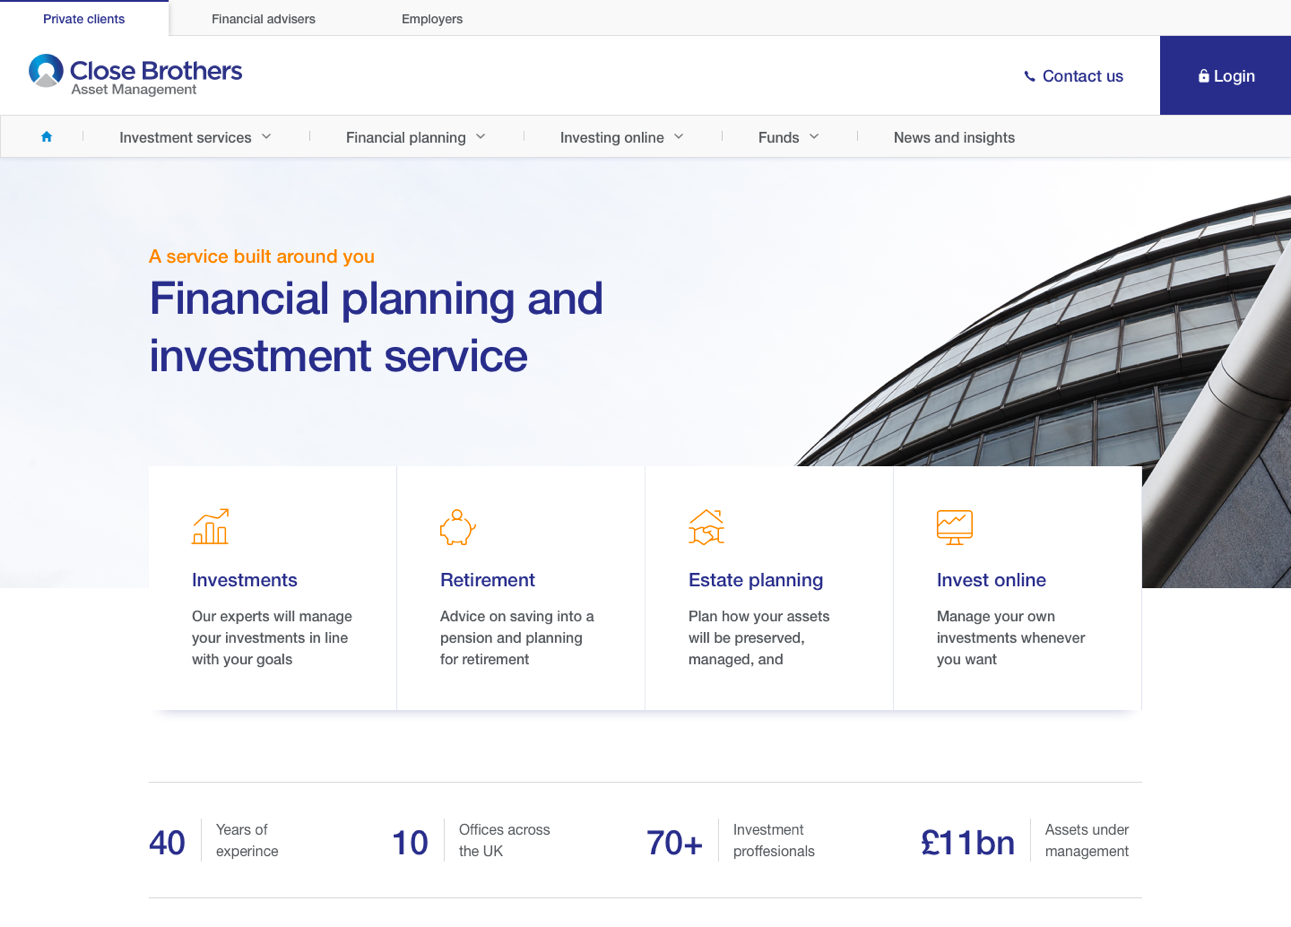 Private clients
Financial advisers
Employers
Close Brothers
Asset Management
Contact us
Login
Investment services
Financial planning
Investing online
Funds
News and insights
A service built around you
Financial planning and
investment service
Investments
Our experts will manage
your investments in line
with your goals
Retirement
Advice on saving into a
pension and planning
for retirement
Estate planning
Plan how your assets
will be preserved,
managed, and
Invest online
Manage your own
investments whenever
you want
40
Years of
experince
10
Offices across
the UK
70+
Investment
proffesionals
£11bn
Assets under
management